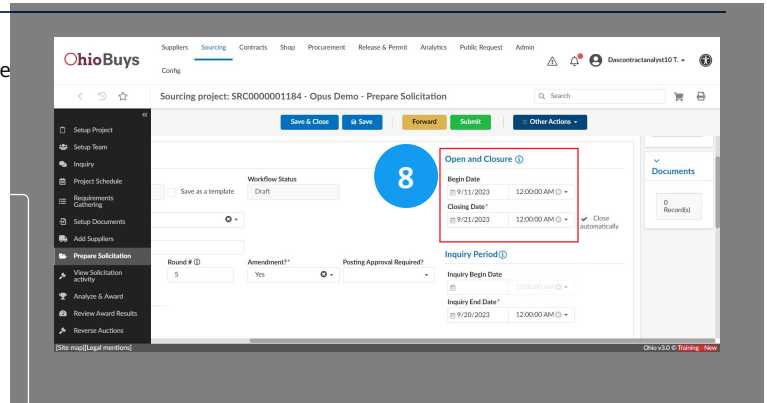 e
OhioBuys
Suppliers Sourcing Contracts Shop Procurement Release & Permit Analytics Public Request Admin
Config
Dascontractanalyst10 T.
Sourcing project: SRC0000001184 - Opus Demo - Prepare Solicitation
Search
Save & Close Save Forward Submit Other Actions
Setup Project
Setup Team
Inquiry
Project Schedule
Requirements
Gathering
Setup Documents
Add Suppliers
Prepare Solicitation
View Solicitation
activity
Analyze & Award
Review Award Results
Reverse Auctions
Save as a template
Workflow Status
Draft
Round #
5
Amendment?*
Yes
Posting Approval Required?
8
Open and Closure
Begin Date
9/11/2023 12:00:00 AM
Closing Date*
9/21/2023 12:00:00 AM
Close
automatically
Inquiry Period
Inquiry Begin Date
12:00:00 AM
Inquiry End Date*
9/20/2023 12:00:00 AM
Documents
0
Record(s)
[Site map][Legal mentions]
Ohio v3.0 © Training - New